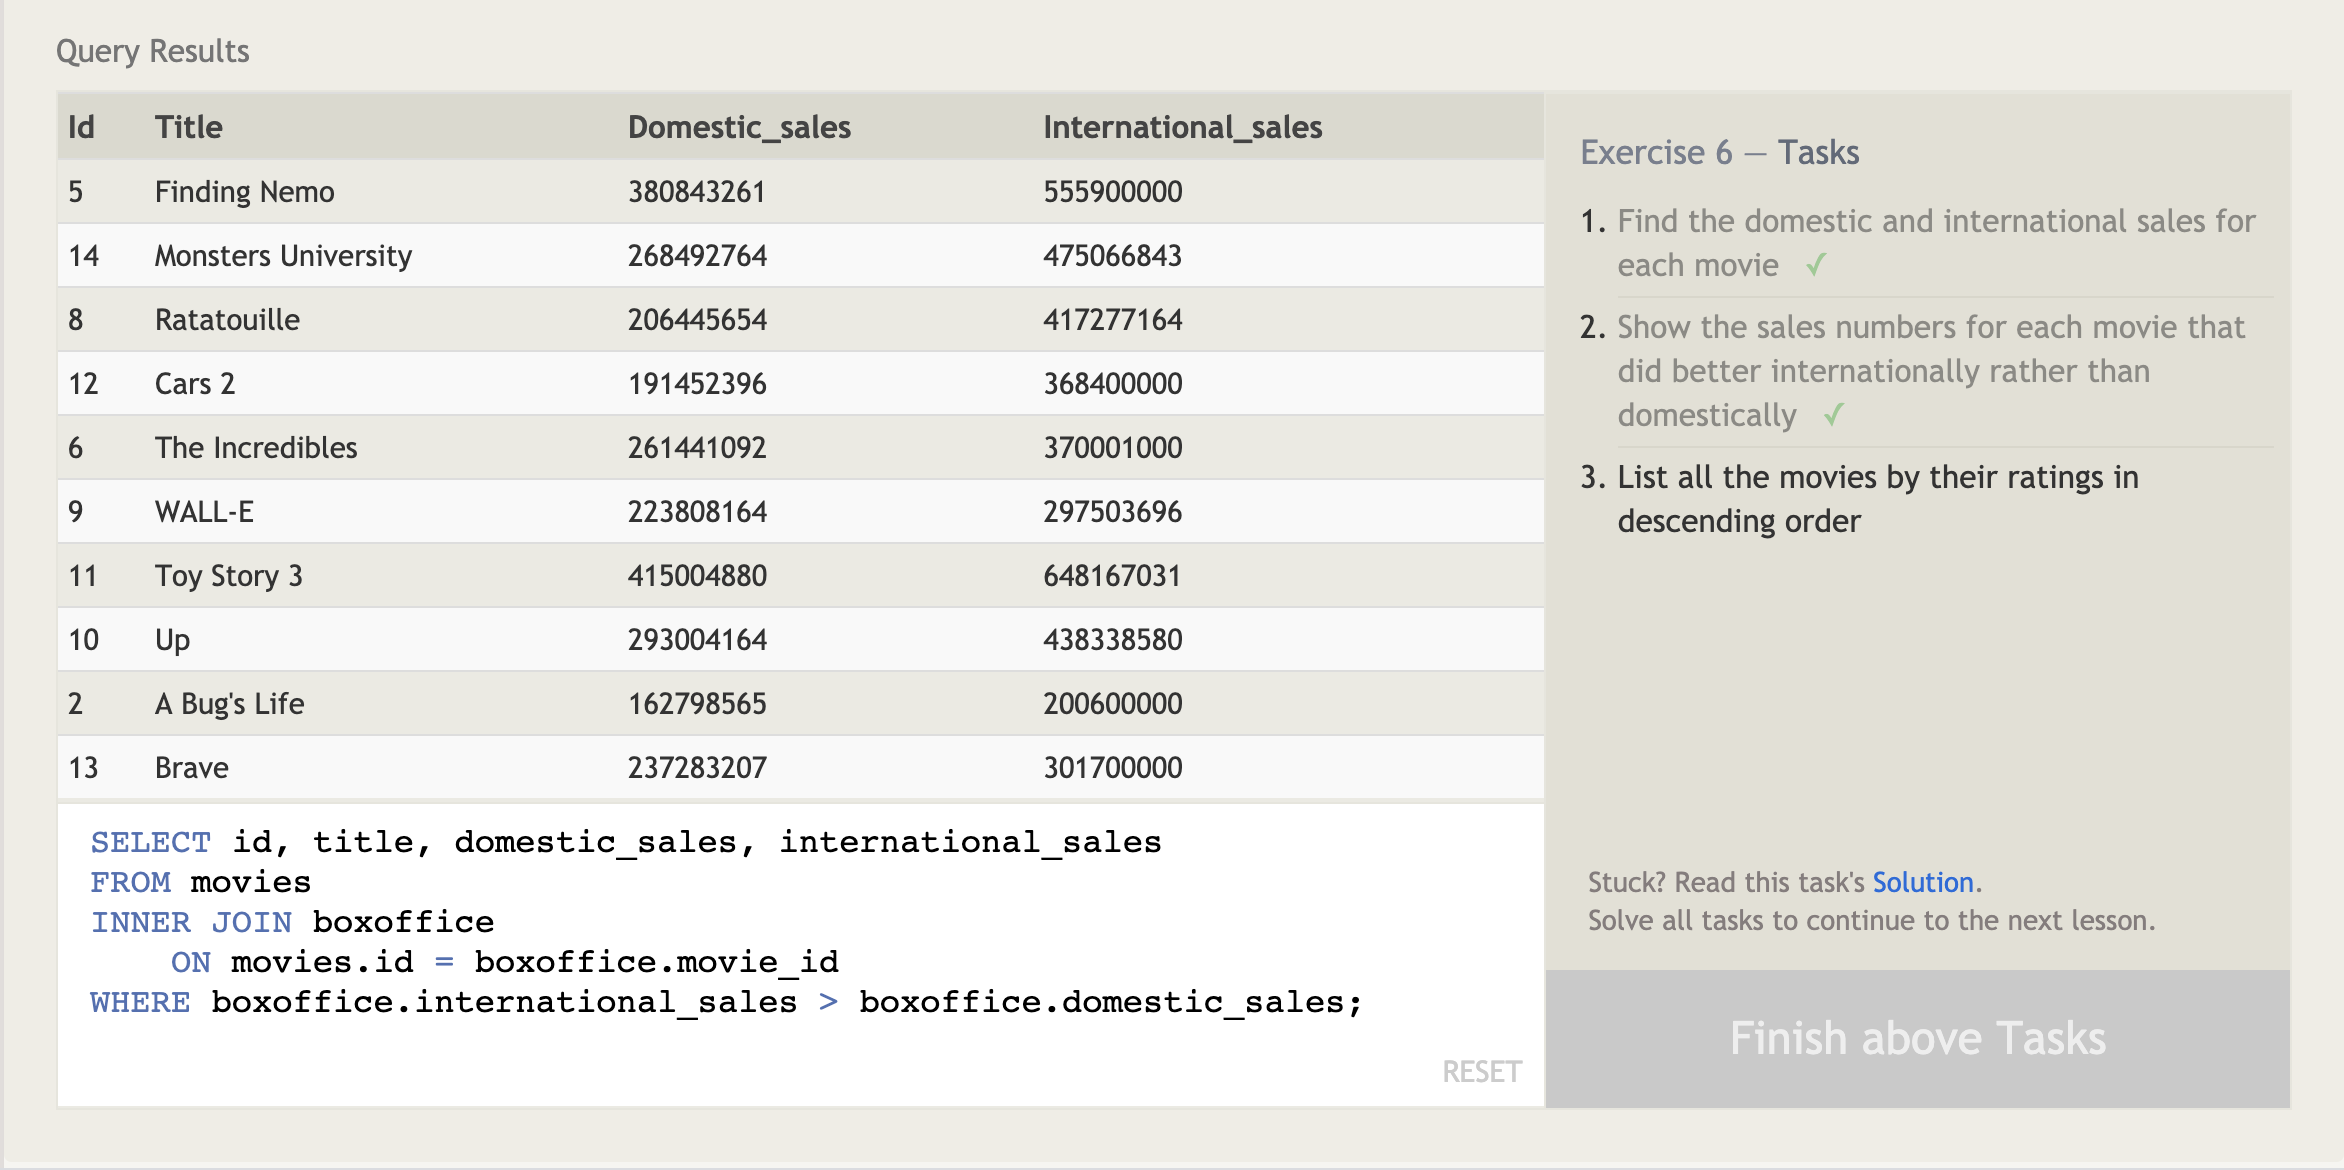 Query Results
Id Title Domestic_sales International_sales
5 Finding Nemo 380843261 555900000
14 Monsters University 268492764 475066843
8 Ratatouille 206445654 417277164
12 Cars 2 191452396 368400000
6 The Incredibles 261441092 370001000
9 WALL-E 223808164 297503696
11 Toy Story 3 415004880 648167031
10 Up 293004164 438338580
2 A Bug's Life 162798565 200600000
13 Brave 237283207 301700000
SELECT id, title, domestic_sales, international_sales
FROM movies
INNER JOIN boxoffice
    ON movies.id = boxoffice.movie_id
WHERE boxoffice.international_sales > boxoffice.domestic_sales;
RESET
Exercise 6 — Tasks
1. Find the domestic and international sales for
each movie ✓
2. Show the sales numbers for each movie that
did better internationally rather than
domestically ✓
3. List all the movies by their ratings in
descending order
Stuck? Read this task's Solution.
Solve all tasks to continue to the next lesson.
Finish above Tasks